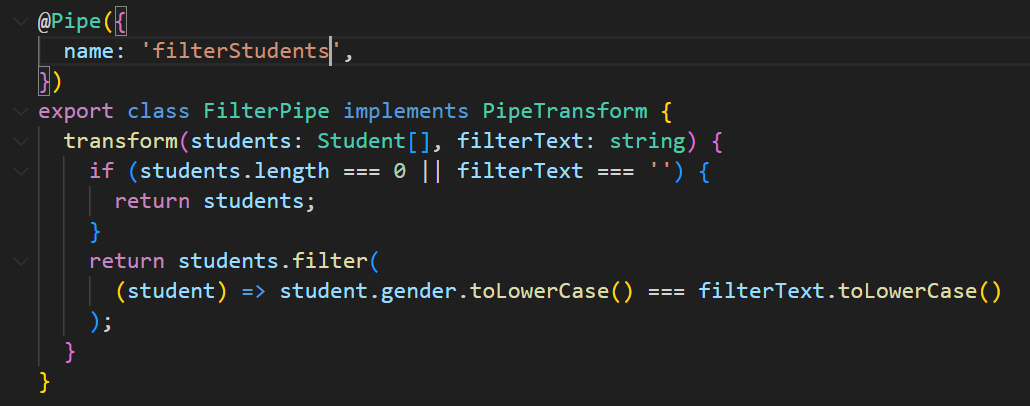 @Pipe({
  name: 'filterStudents',
})
export class FilterPipe implements PipeTransform {
  transform(students: Student[], filterText: string) {
    if (students.length === 0 || filterText === '') {
      return students;
    }
    return students.filter(
      (student) => student.gender.toLowerCase() === filterText.toLowerCase()
    );
  }
}